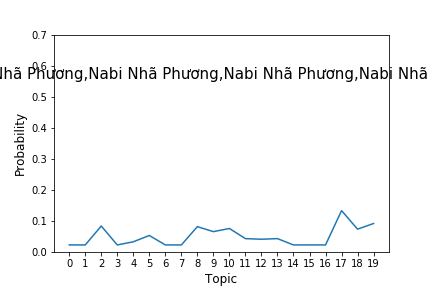 0.7
Nhã Phương,Nabi Nhã Phương,Nabi Nhã Phương,Nabi Nhã
0.6
0.5
0.4
0.3
0.2
0.1
0.0
Probability
0 1 2 3 4 5 6 7 8 9 10 11 12 13 14 15 16 17 18 19
Topic